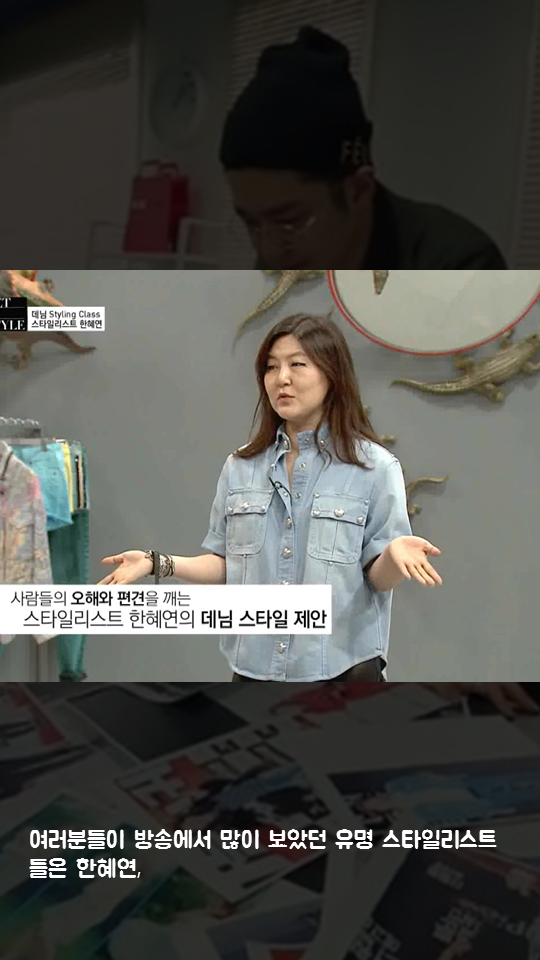 FÉL
ET
TYLE
데님 Styling Class
스타일리스트 한혜연
사람들의 오해와 편견을 깨는
스타일리스트 한혜연의 데님 스타일 제안
여러분들이 방송에서 많이 보았던 유명 스타일리스트
들은 한혜연,